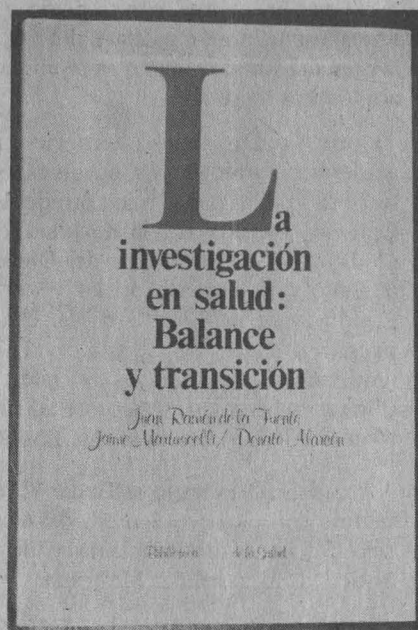 La
investigación
en salud:
Balance
y transición
Juan Ramón de la Fuente
Jaime Martuscelli / Donato Alarcón
Biblioteca de la Salud